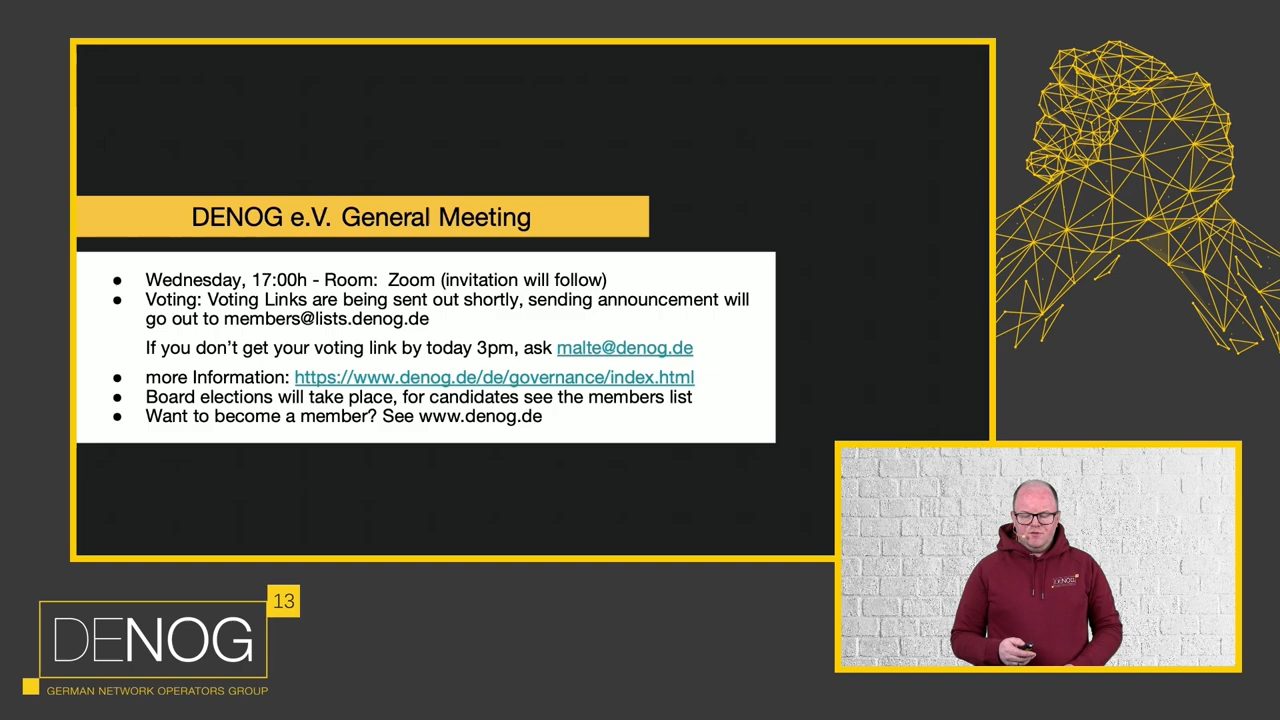 DENOG e.V. General Meeting
● Wednesday, 17:00h - Room: Zoom (invitation will follow)
● Voting: Voting Links are being sent out shortly, sending announcement will
go out to members@lists.denog.de
If you don’t get your voting link by today 3pm, ask malte@denog.de
● more Information: https://www.denog.de/de/governance/index.html
● Board elections will take place, for candidates see the members list
● Want to become a member? See www.denog.de
DENOG
13
DENOG
GERMAN NETWORK OPERATORS GROUP